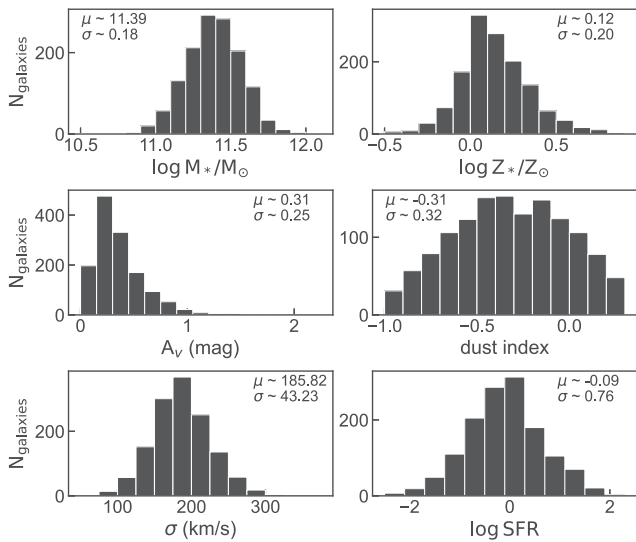 μ ~ 11.39
σ ~ 0.18
N_galaxies
200
0
10.5 11.0 11.5 12.0
log M_*/M_⊙
μ ~ 0.12
σ ~ 0.20
200
0
−0.5 0.0 0.5
log Z_*/Z_⊙
μ ~ 0.31
σ ~ 0.25
N_galaxies
400
200
0
0 1 2
A_v (mag)
μ ~ -0.31
σ ~ 0.32
100
0
−1.0 −0.5 0.0
dust index
μ ~ 185.82
σ ~ 43.23
N_galaxies
200
0
100 200 300
σ (km/s)
μ ~ -0.09
σ ~ 0.76
200
0
−2 0 2
log SFR